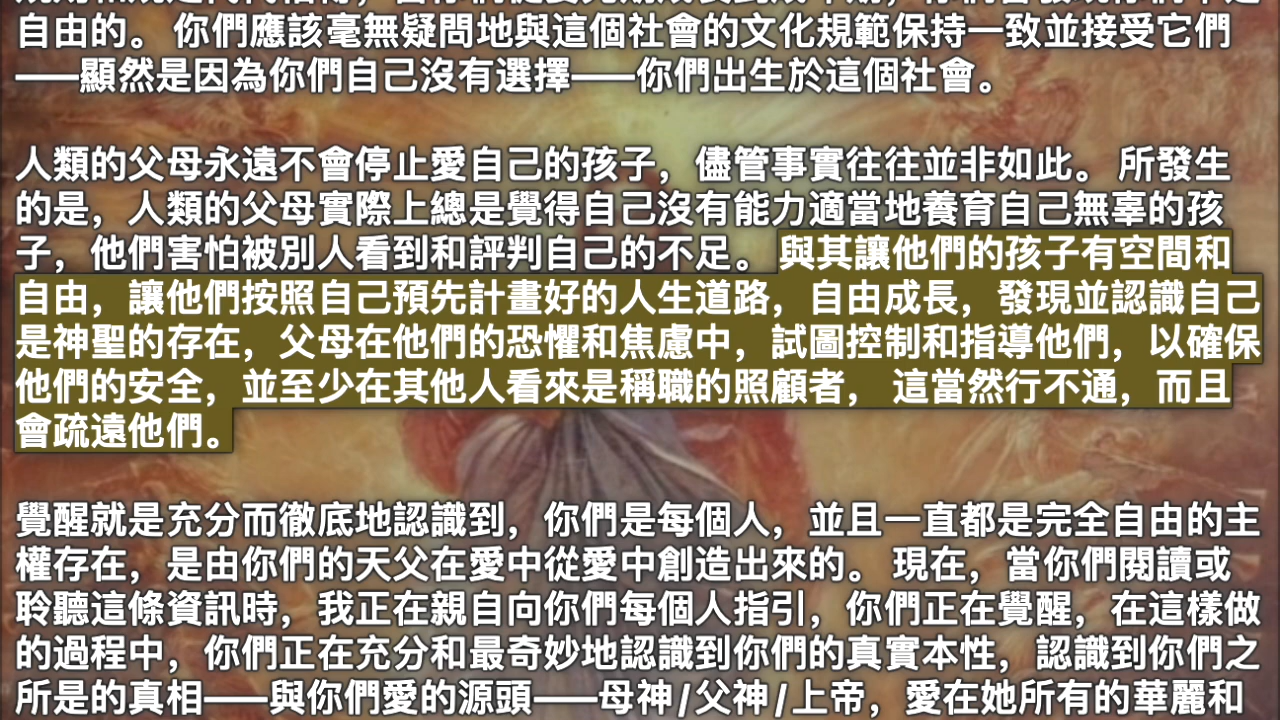 自由的。 你們應該毫無疑問地與這個社會的文化規範保持一致並接受它們
——顯然是因為你們自己沒有選擇——你們出生於這個社會。
人類的父母永遠不會停止愛自己的孩子，儘管事實往往並非如此。 所發生
的是，人類的父母實際上總是覺得自己沒有能力適當地養育自己無辜的孩
子，他們害怕被別人看到和評判自己的不足。 與其讓他們的孩子有空間和
自由，讓他們按照自己預先計畫好的人生道路，自由成長，發現並認識自己
是神聖的存在，父母在他們的恐懼和焦慮中，試圖控制和指導他們，以確保
他們的安全，並至少在其他人看來是稱職的照顧者， 這當然行不通，而且
會疏遠他們。
覺醒就是充分而徹底地認識到，你們是每個人，並且一直都是完全自由的主
權存在，是由你們的天父在愛中從愛中創造出來的。 現在，當你們閱讀或
聆聽這條資訊時，我正在親自向你們每個人指引，你們正在覺醒，在這樣做
的過程中，你們正在充分和最奇妙地認識到你們的真實本性，認識到你們之
所是的真相——與你們愛的源頭——母神/父神/上帝，愛在她所有的華麗和